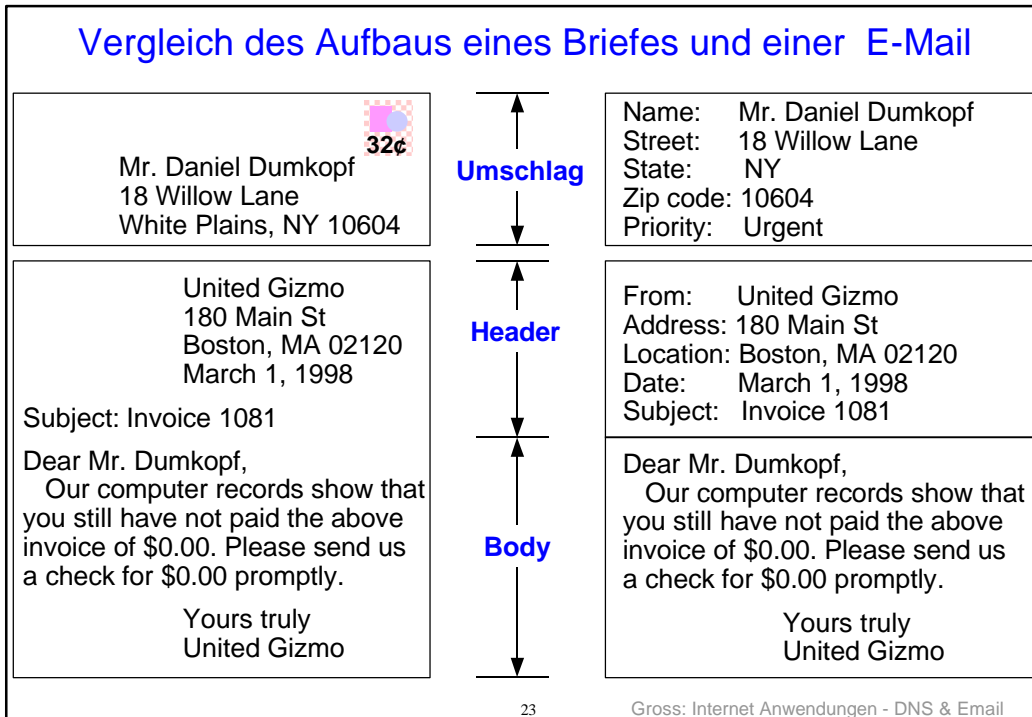 Vergleich des Aufbaus eines Briefes und einer E-Mail
32¢
Mr. Daniel Dumkopf
18 Willow Lane
White Plains, NY 10604
United Gizmo
180 Main St
Boston, MA 02120
March 1, 1998
Subject: Invoice 1081
Dear Mr. Dumkopf,
Our computer records show that
you still have not paid the above
invoice of $0.00. Please send us
a check for $0.00 promptly.
Yours truly
United Gizmo
Umschlag
Header
Body
Name: Mr. Daniel Dumkopf
Street: 18 Willow Lane
State: NY
Zip code: 10604
Priority: Urgent
From: United Gizmo
Address: 180 Main St
Location: Boston, MA 02120
Date: March 1, 1998
Subject: Invoice 1081
Dear Mr. Dumkopf,
Our computer records show that
you still have not paid the above
invoice of $0.00. Please send us
a check for $0.00 promptly.
Yours truly
United Gizmo
23
Gross: Internet Anwendungen - DNS & Email